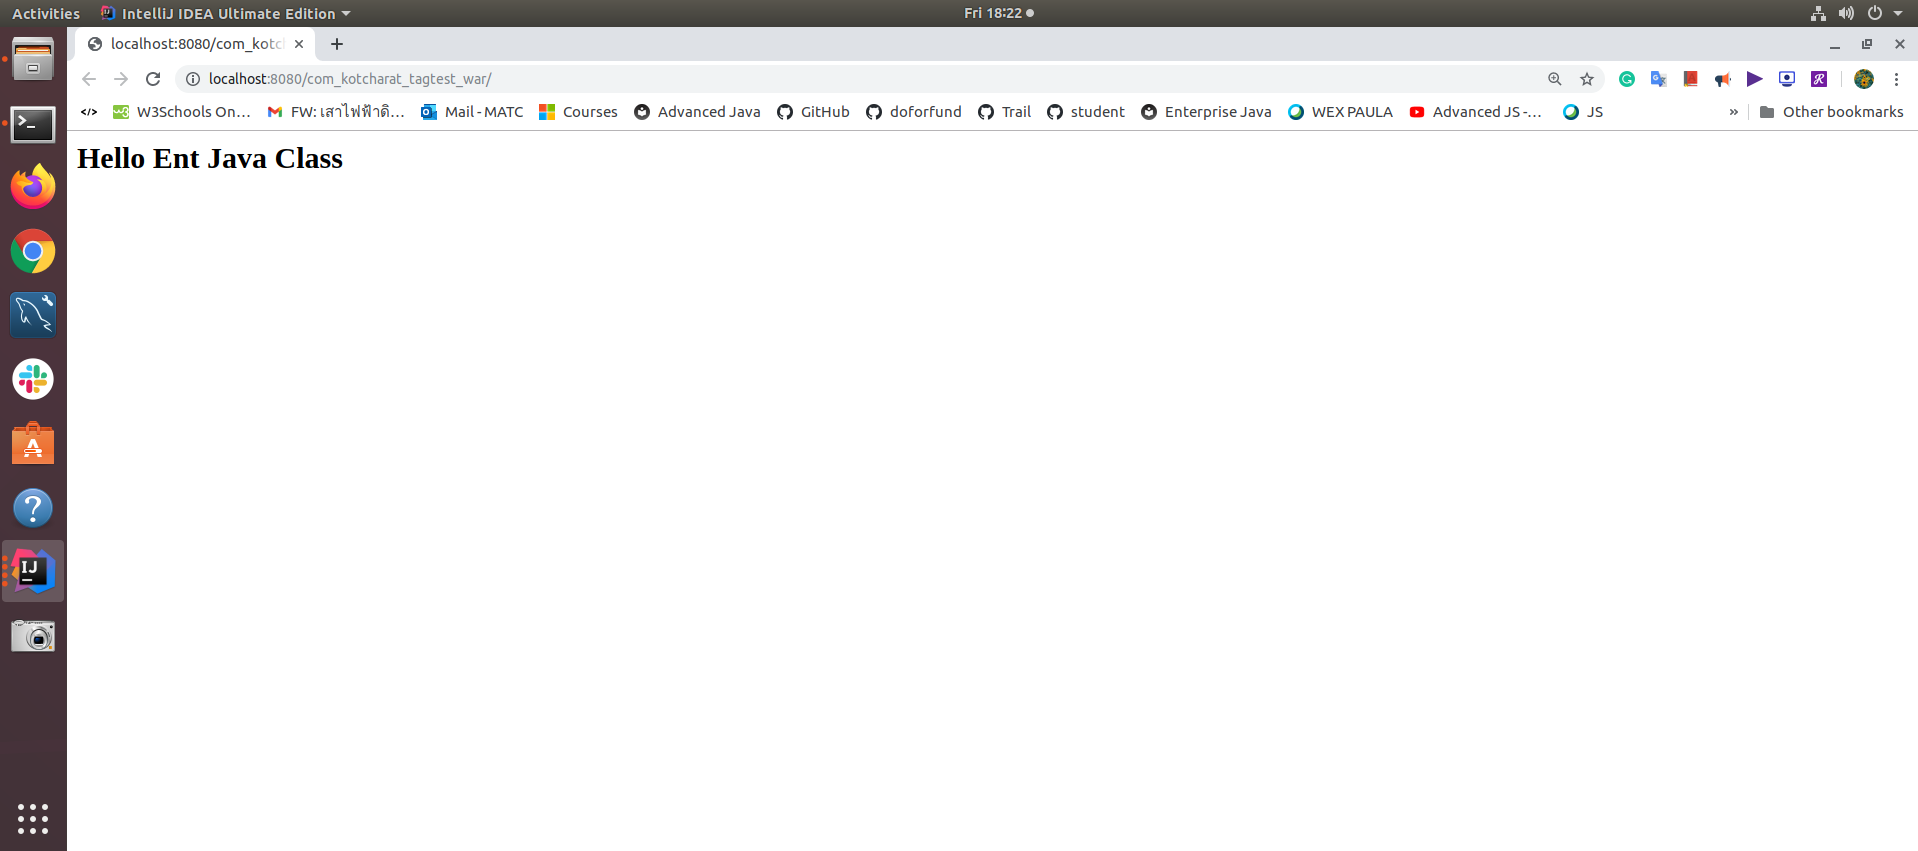 Activities IntelliJ IDEA Ultimate Edition Fri 18:22
localhost:8080/com_kotch
localhost:8080/com_kotcharat_tagtest_war/
W3Schools On... FW: เสาไฟฟ้าดิ... Mail - MATC Courses Advanced Java GitHub doforfund Trail student Enterprise Java WEX PAULA Advanced JS -... JS » Other bookmarks
Hello Ent Java Class